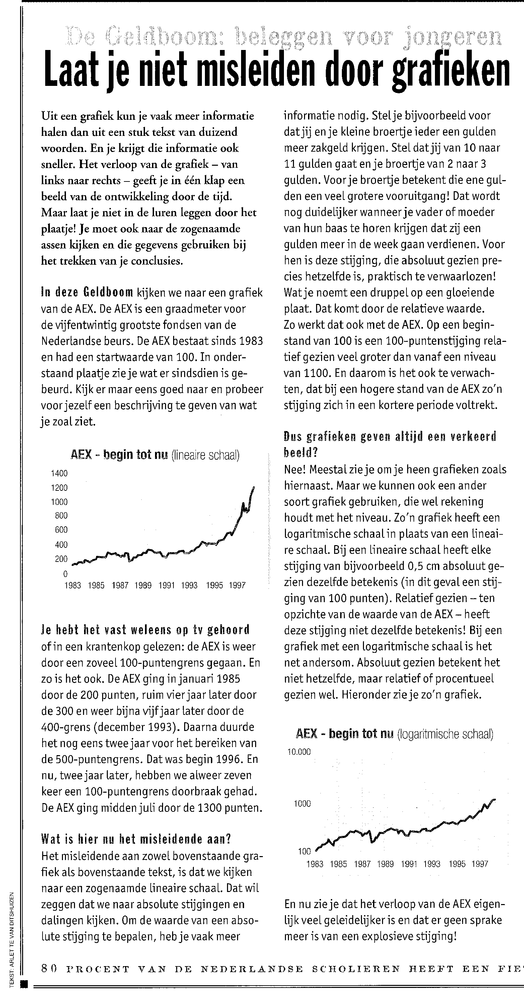 De Geldboom: beleggen voor jongeren
Laat je niet misleiden door grafieken
Uit een grafiek kun je vaak meer informatie
halen dan uit een stuk tekst van duizend
woorden. En je krijgt die informatie ook
sneller. Het verloop van de grafiek – van
links naar rechts – geeft je in één klap een
beeld van de ontwikkeling door de tijd.
Maar laat je niet in de luren leggen door het
plaatje! Je moet ook naar de zogenaamde
assen kijken en die gegevens gebruiken bij
het trekken van je conclusies.
In deze Geldboom kijken we naar een grafiek
van de AEX. De AEX is een graadmeter voor
de vijfentwintig grootste fondsen van de
Nederlandse beurs. De AEX bestaat sinds 1983
en had een startwaarde van 100. In onder-
staand plaatje zie je wat er sindsdien is ge-
beurd. Kijk er maar eens goed naar en probeer
voor jezelf een beschrijving te geven van wat
je zoal ziet.
AEX - begin tot nu (lineaire schaal)
1400
1200
1000
800
600
400
200
0
1983 1985 1987 1989 1991 1993 1995 1997
Je hebt het vast weleens op tv gehoord
of in een krantenkop gelezen: de AEX is weer
door een zoveel 100-puntengrens gegaan. En
zo is het ook. De AEX ging in januari 1985
door de 200 punten, ruim vier jaar later door
de 300 en weer bijna vijf jaar later door de
400-grens (december 1993). Daarna duurde
het nog eens twee jaar voor het bereiken van
de 500-puntengrens. Dat was begin 1996. En
nu, twee jaar later, hebben we alweer zeven
keer een 100-puntengrens doorbraak gehad.
De AEX ging midden juli door de 1300 punten.
Wat is hier nu het misleidende aan?
Het misleidende aan zowel bovenstaande gra-
fiek als bovenstaande tekst, is dat we kijken
naar een zogenaamde lineaire schaal. Dat wil
zeggen dat we naar absolute stijgingen en
dalingen kijken. Om de waarde van een abso-
lute stijging te bepalen, heb je vaak meer
informatie nodig. Stel je bijvoorbeeld voor
dat jij en je kleine broertje ieder een gulden
meer zakgeld krijgen. Stel dat jij van 10 naar
11 gulden gaat en je broertje van 2 naar 3
gulden. Voor je broertje betekent die ene gul-
den een veel grotere vooruitgang! Dat wordt
nog duidelijker wanneer je vader of moeder
van hun baas te horen krijgen dat zij een
gulden meer in de week gaan verdienen. Voor
hen is deze stijging, die absoluut gezien pre-
cies hetzelfde is, praktisch te verwaarlozen!
Wat je noemt een druppel op een gloeiende
plaat. Dat komt door de relatieve waarde.
Zo werkt dat ook met de AEX. Op een begin-
stand van 100 is een 100-puntenstijging rela-
tief gezien veel groter dan vanaf een niveau
van 1100. En daarom is het ook te verwach-
ten, dat bij een hogere stand van de AEX zo'n
stijging zich in een kortere periode voltrekt.
Dus grafieken geven altijd een verkeerd
beeld?
Nee! Meestal zie je om je heen grafieken zoals
hiernaast. Maar we kunnen ook een ander
soort grafiek gebruiken, die wel rekening
houdt met het niveau. Zo'n grafiek heeft een
logaritmische schaal in plaats van een lineai-
re schaal. Bij een lineaire schaal heeft elke
stijging van bijvoorbeeld 0,5 cm absoluut ge-
zien dezelfde betekenis (in dit geval een stij-
ging van 100 punten). Relatief gezien – ten
opzichte van de waarde van de AEX – heeft
deze stijging niet dezelfde betekenis! Bij een
grafiek met een logaritmische schaal is het
net andersom. Absoluut gezien betekent het
niet hetzelfde, maar relatief of procentueel
gezien wel. Hieronder zie je zo'n grafiek.
AEX - begin tot nu (logaritmische schaal)
10.000
1000
100
1983 1985 1987 1989 1991 1993 1995 1997
En nu zie je dat het verloop van de AEX eigen-
lijk veel geleidelijker is en dat er geen sprake
meer is van een explosieve stijging!
TEKST: ARLET TE VAN DITSHUIZEN
80 PROCENT VAN DE NEDERLANDSE SCHOLIEREN HEEFT EEN FIE